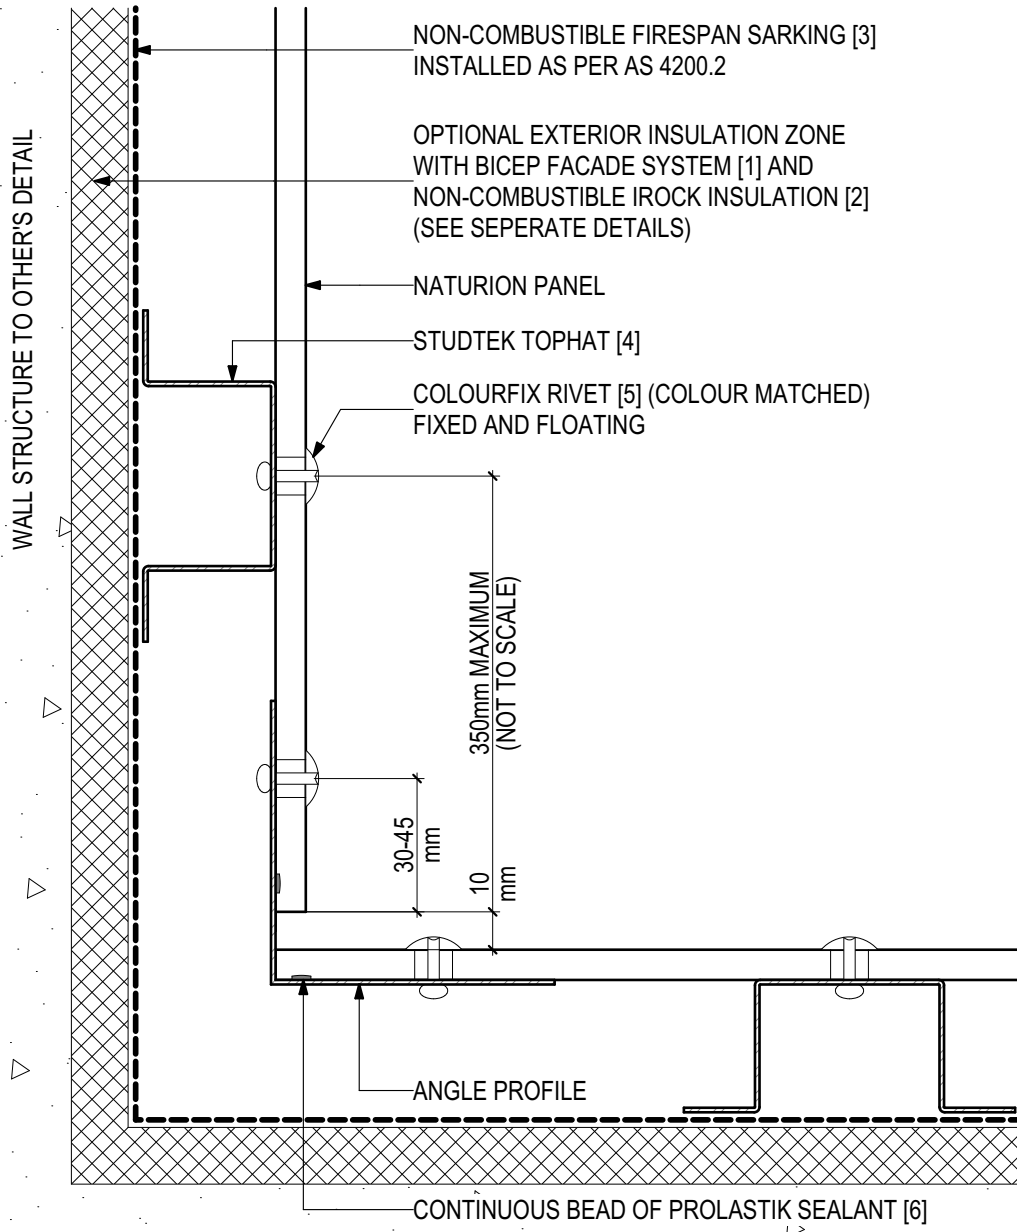 NON-COMBUSTIBLE FIRESPAN SARKING [3]
INSTALLED AS PER AS 4200.2
OPTIONAL EXTERIOR INSULATION ZONE
WITH BICEP FACADE SYSTEM [1] AND
NON-COMBUSTIBLE IROCK INSULATION [2]
(SEE SEPERATE DETAILS)
WALL STRUCTURE TO OTHER'S DETAIL
NATURION PANEL
STUDTEK TOPHAT [4]
COLOURFIX RIVET [5] (COLOUR MATCHED)
FIXED AND FLOATING
350mm MAXIMUM
(NOT TO SCALE)
30-45
mm
10
mm
ANGLE PROFILE
CONTINUOUS BEAD OF PROLASTIK SEALANT [6]